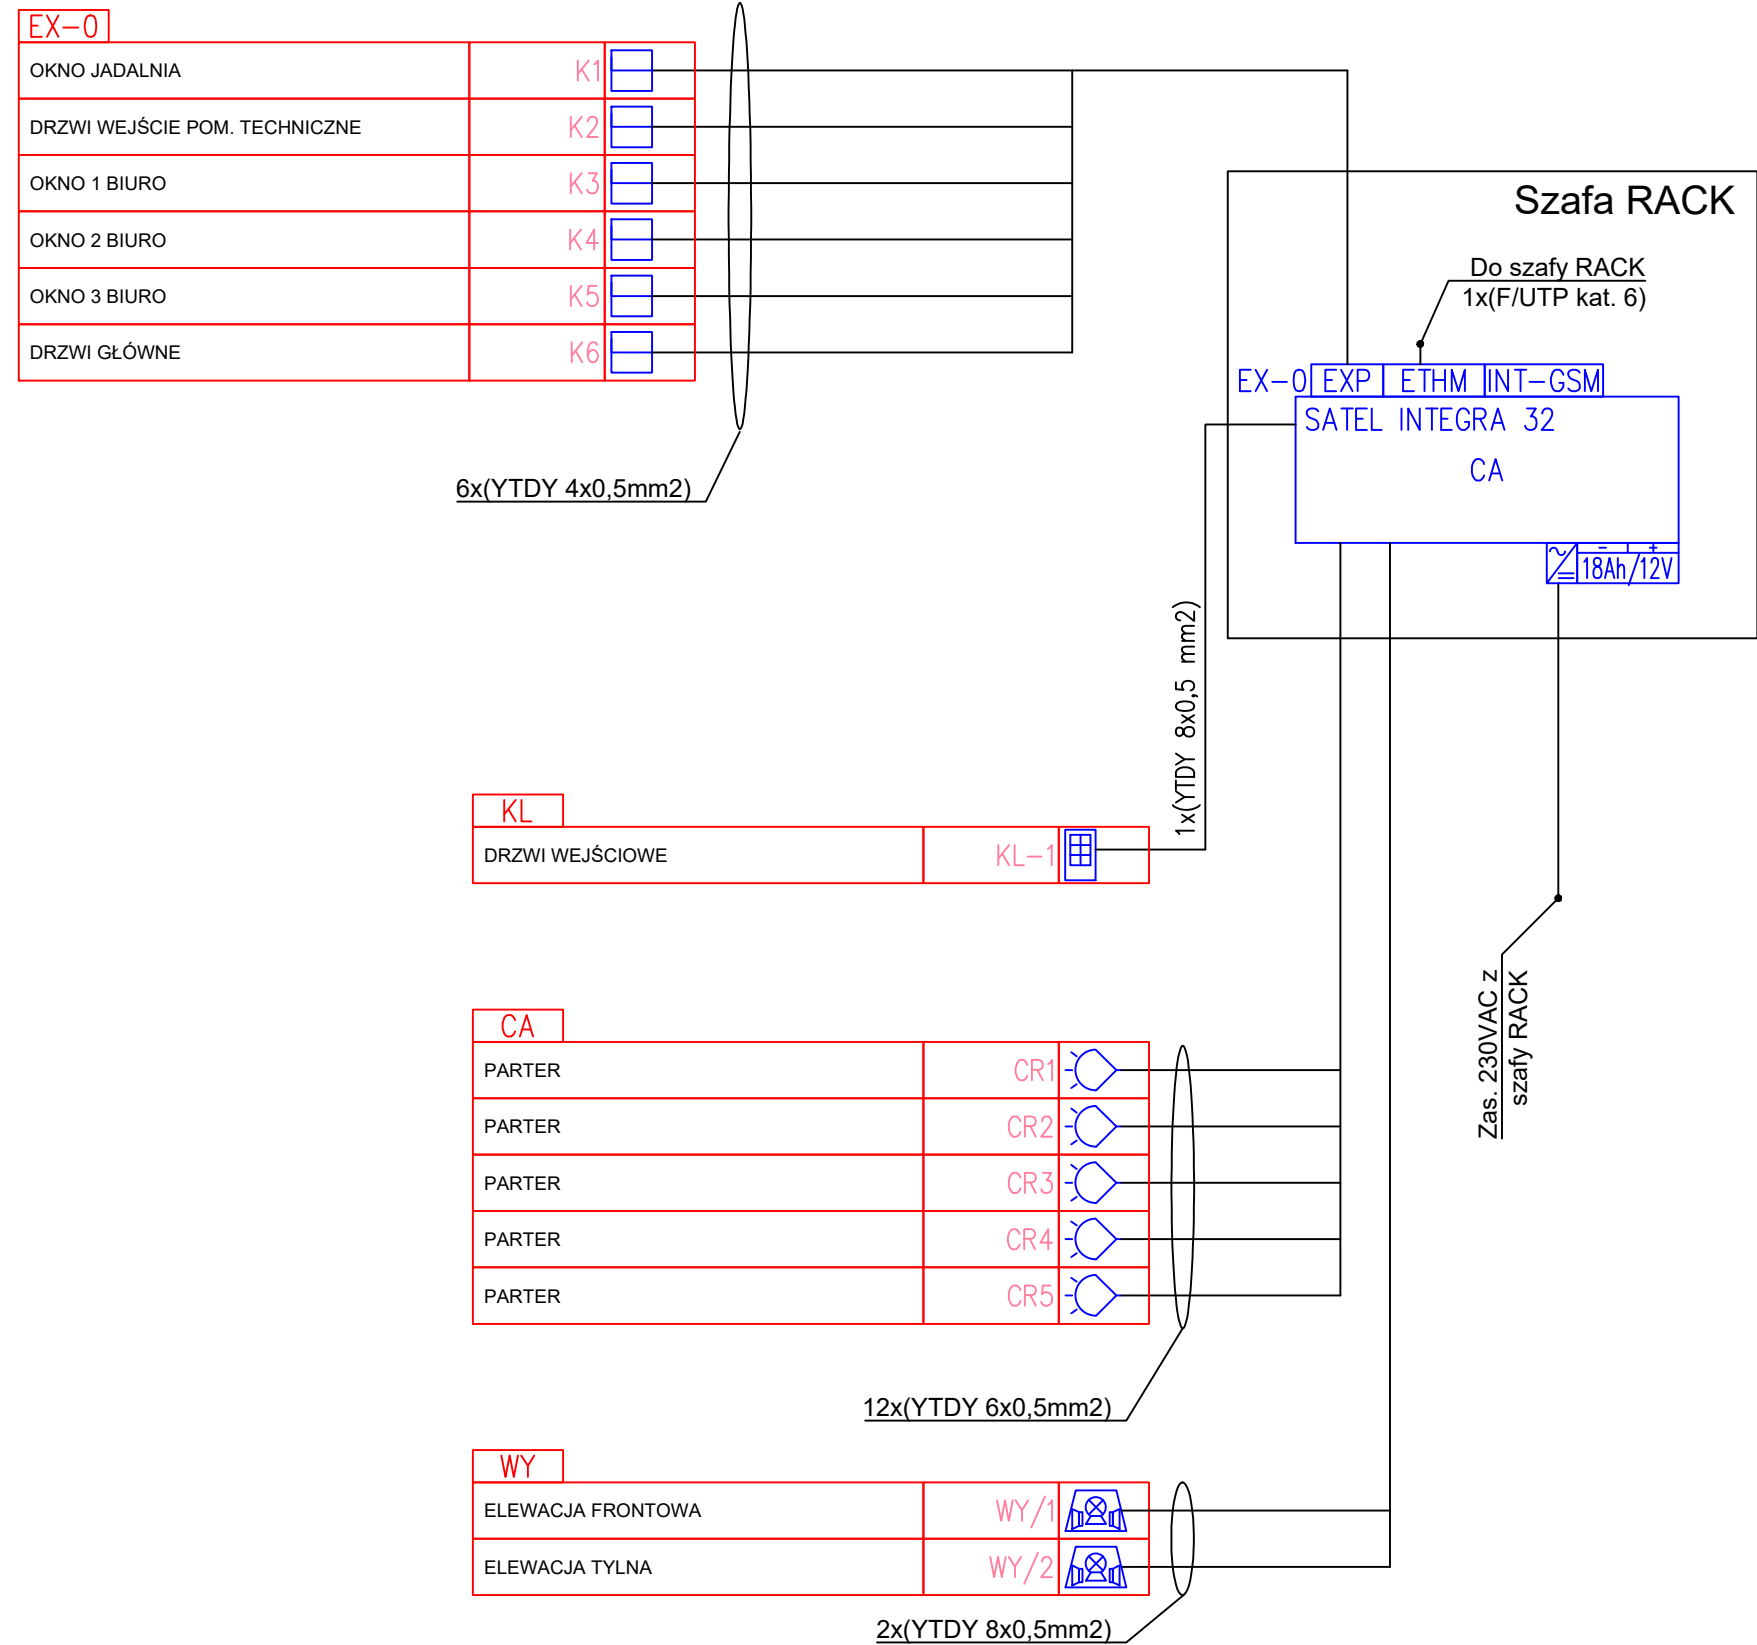 EX-0
OKNO JADALNIA K1
DRZWI WEJŚCIE POM. TECHNICZNE K2
OKNO 1 BIURO K3
OKNO 2 BIURO K4
OKNO 3 BIURO K5
DRZWI GŁÓWNE K6
6x(YTDY 4x0,5mm2)
Szafa RACK
Do szafy RACK
1x(F/UTP kat. 6)
EX-0 EXP ETHM INT-GSM
SATEL INTEGRA 32
CA
- +
18Ah/12V
1x(YTDY 8x0,5 mm2)
KL
DRZWI WEJŚCIOWE KL-1
Zas. 230VAC z
szafy RACK
CA
PARTER CR1
PARTER CR2
PARTER CR3
PARTER CR4
PARTER CR5
12x(YTDY 6x0,5mm2)
WY
ELEWACJA FRONTOWA WY/1
ELEWACJA TYLNA WY/2
2x(YTDY 8x0,5mm2)